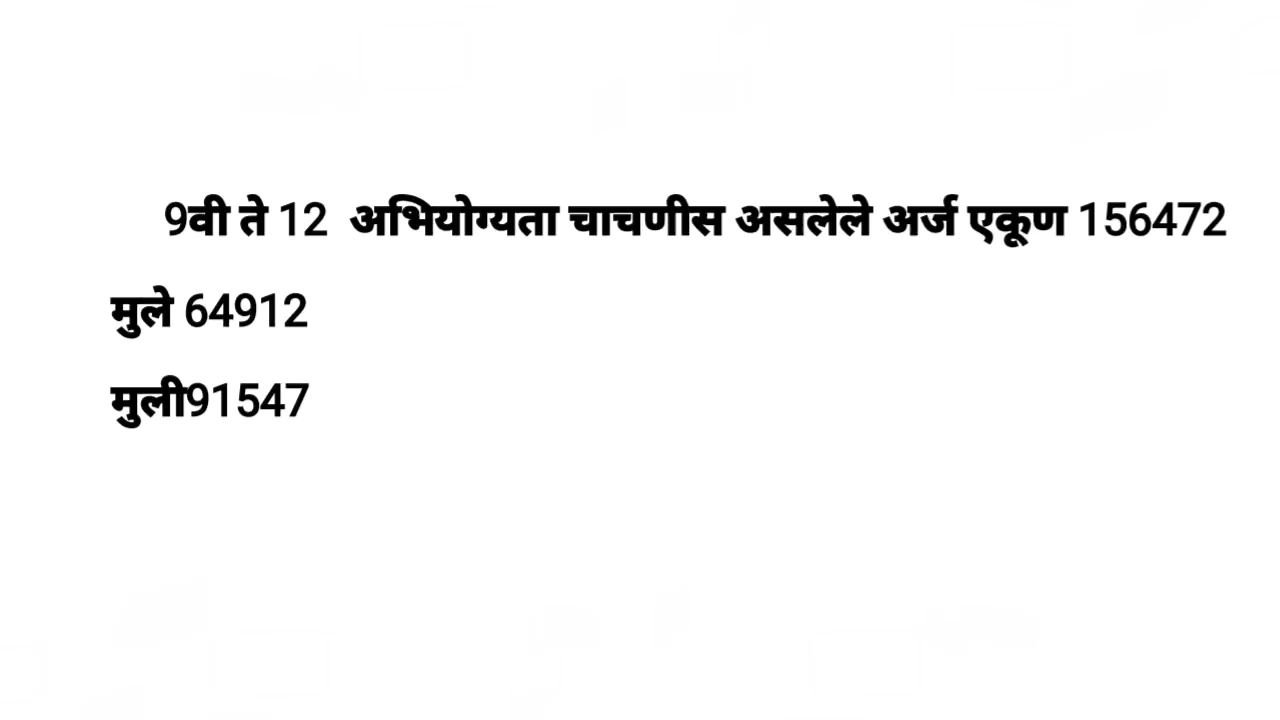 9वी ते 12 अभियोग्यता चाचणीस असलेले अर्ज एकूण 156472
मुले 64912
मुली91547